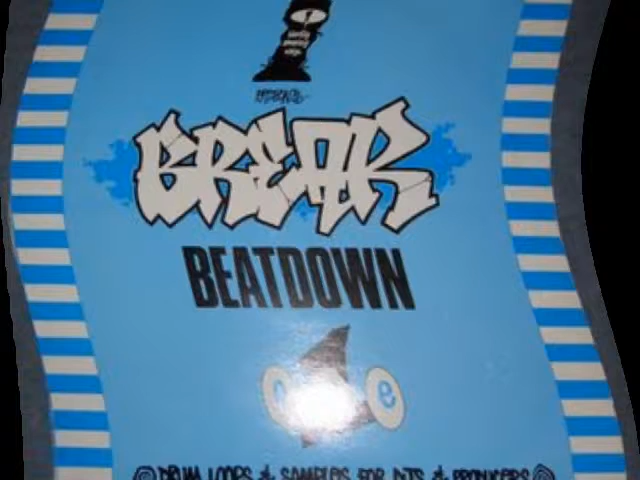 BREAK
BEATDOWN
e
DRUM LOOPS & SAMPLES FOR DJS & PRODUCERS